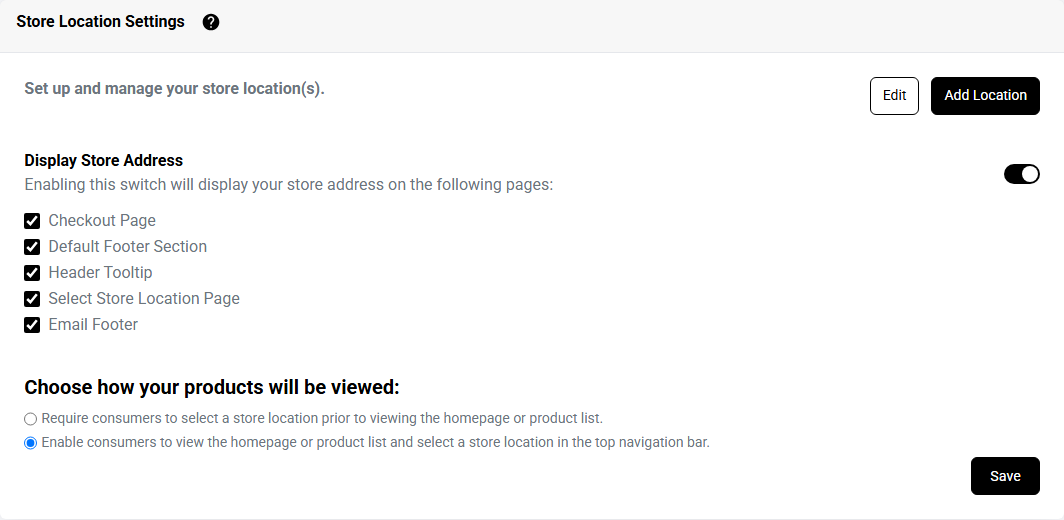 Store Location Settings ?
Set up and manage your store location(s).
Edit
Add Location
Display Store Address
Enabling this switch will display your store address on the following pages:
Checkout Page
Default Footer Section
Header Tooltip
Select Store Location Page
Email Footer
Choose how your products will be viewed:
Require consumers to select a store location prior to viewing the homepage or product list.
Enable consumers to view the homepage or product list and select a store location in the top navigation bar.
Save